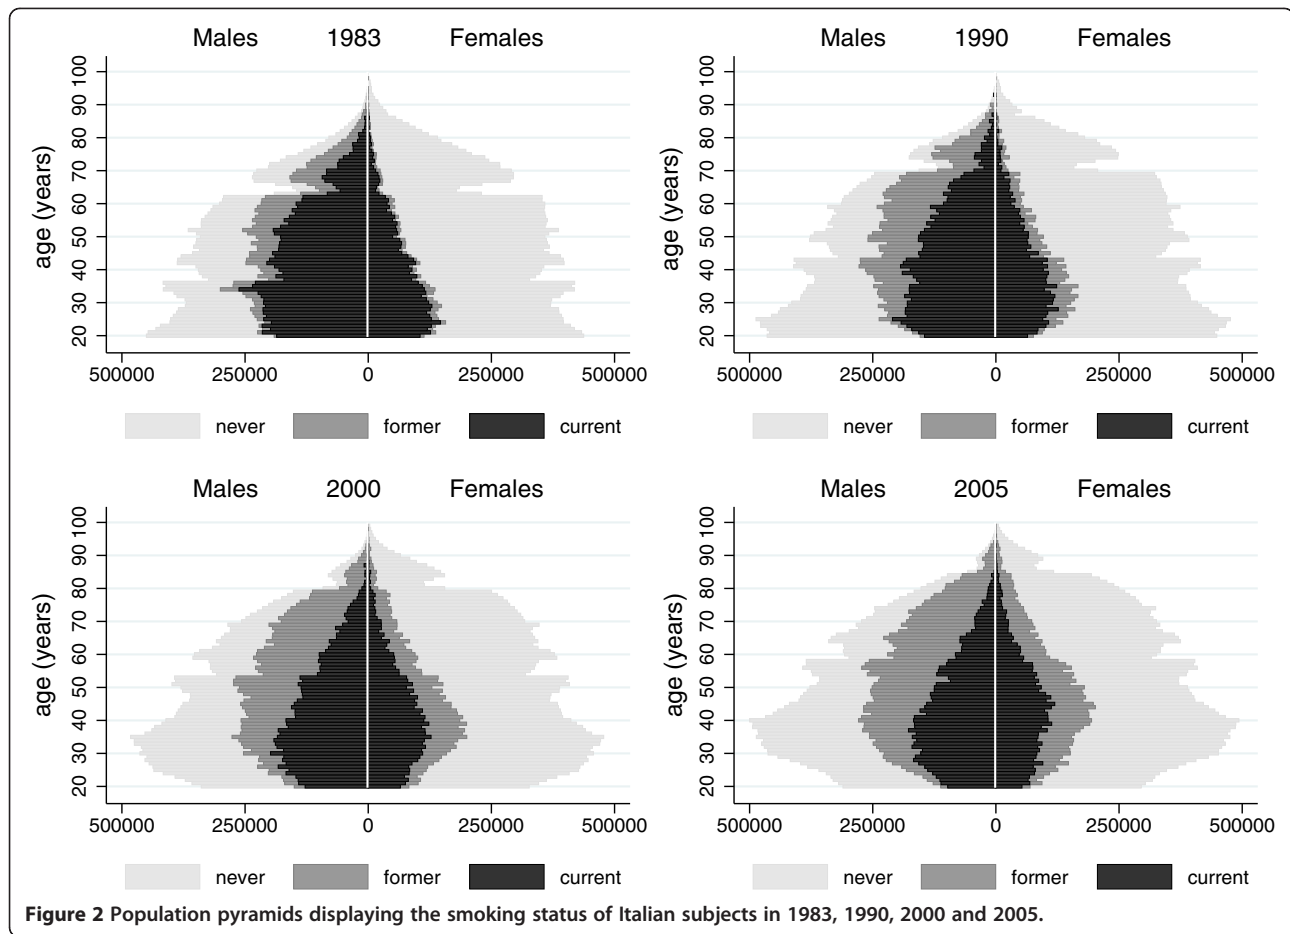 Males 1983 Females
age (years)
100
90
80
70
60
50
40
30
20
500000 250000 0 250000 500000
never former current
Males 1990 Females
age (years)
100
90
80
70
60
50
40
30
20
500000 250000 0 250000 500000
never former current
Males 2000 Females
age (years)
100
90
80
70
60
50
40
30
20
500000 250000 0 250000 500000
never former current
Males 2005 Females
age (years)
100
90
80
70
60
50
40
30
20
500000 250000 0 250000 500000
never former current
Figure 2 Population pyramids displaying the smoking status of Italian subjects in 1983, 1990, 2000 and 2005.